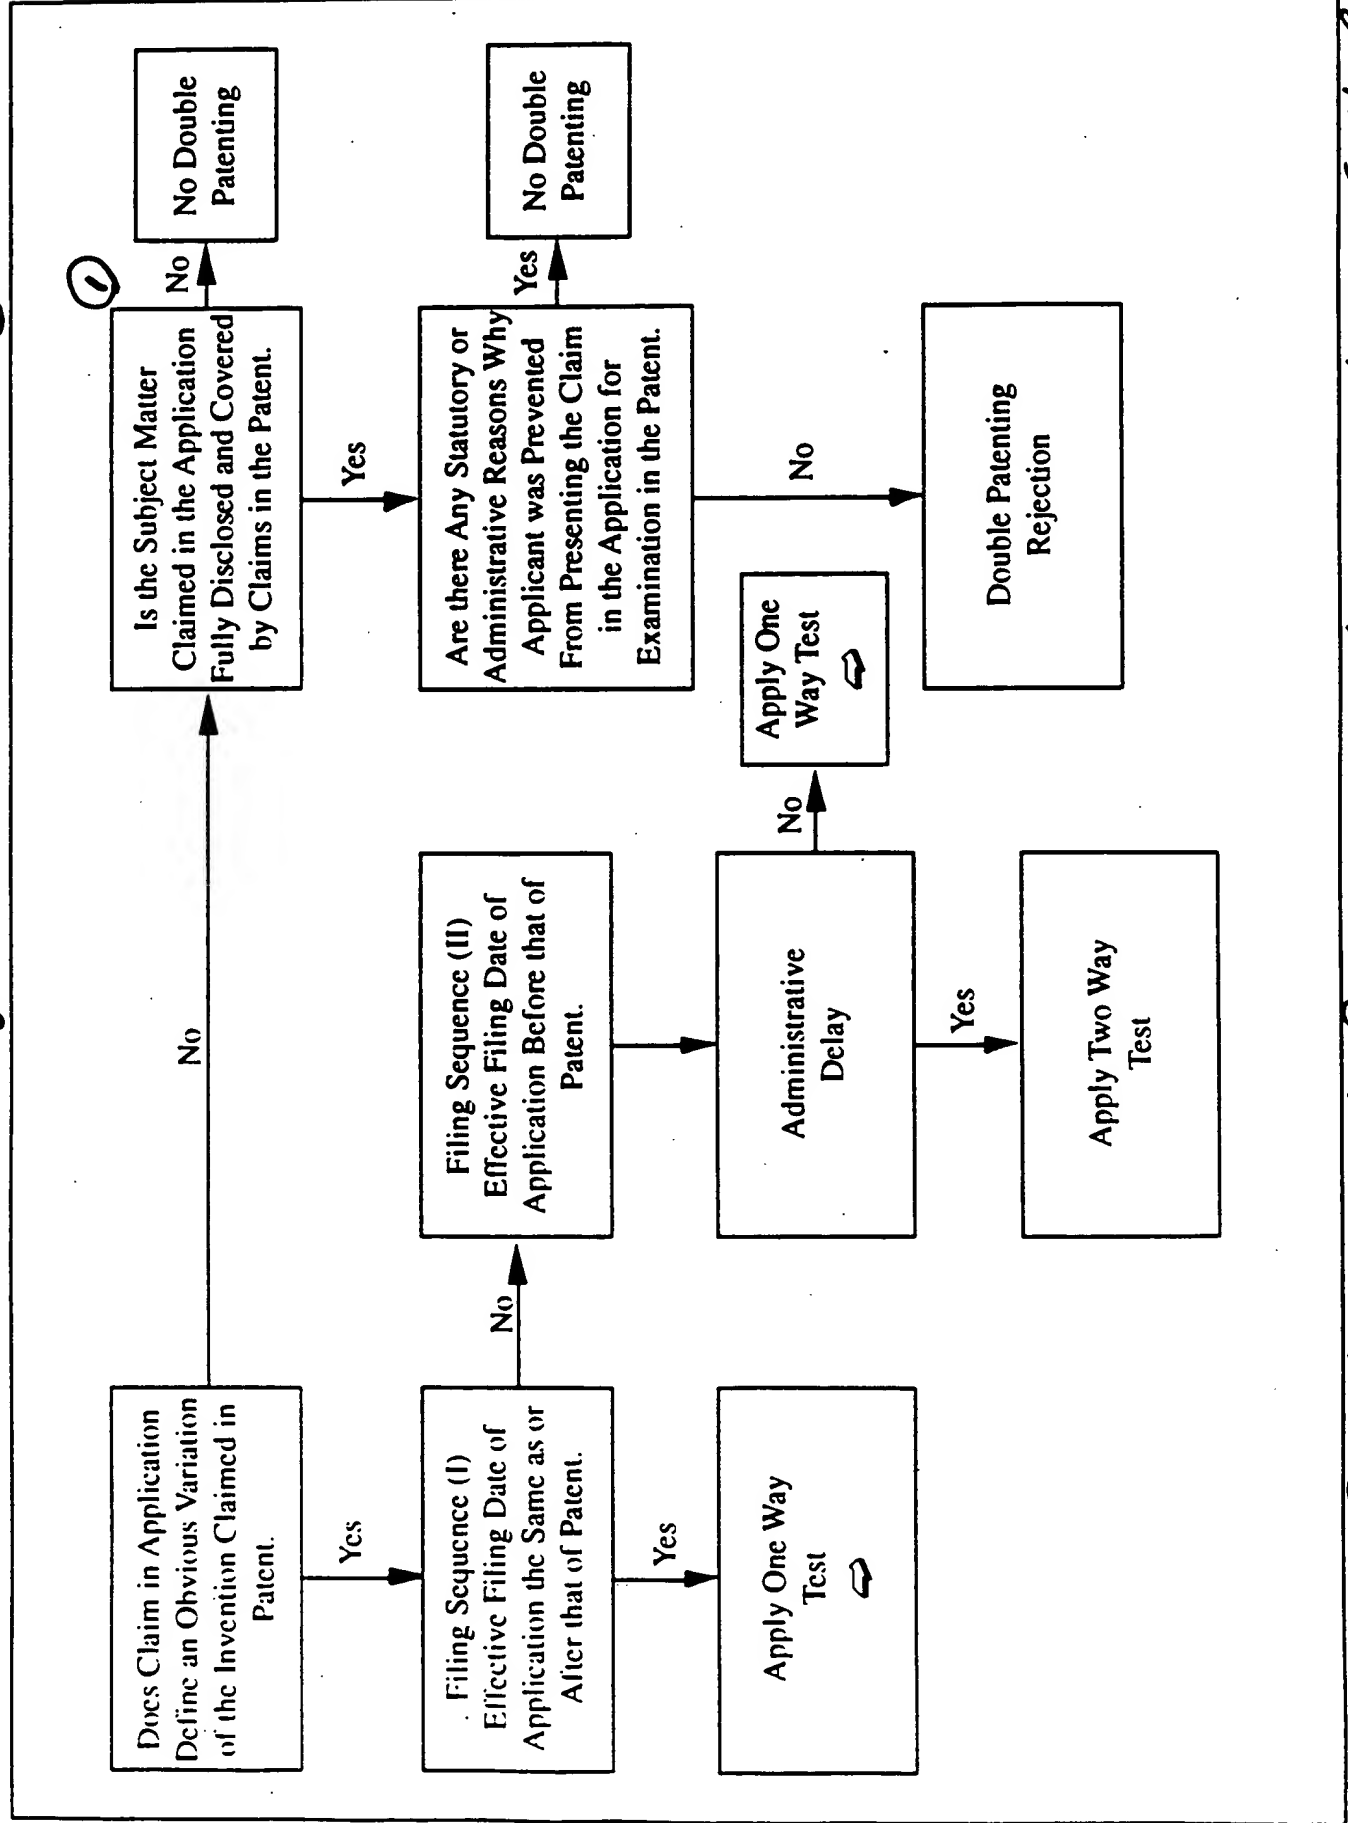 Does Claim in Application
Define an Obvious Variation
of the Invention Claimed in
Patent.
No
Yes
Is the Subject Matter
Claimed in the Application
Fully Disclosed and Covered
by Claims in the Patent.
1
No
No Double
Patenting
Yes
. Filing Sequence (I)
Effective Filing Date of
Application the Same as or
After that of Patent.
No
Yes
Filing Sequence (II)
Effective Filing Date of
Application Before that of
Patent.
Are there Any Statutory or
Administrative Reasons Why
Applicant was Prevented
From Presenting the Claim
in the Application for
Examination in the Patent.
Yes
No Double
Patenting
No
Apply One Way
Test
Administrative
Delay
No
Apply One
Way Test
Yes
Double Patenting
Rejection
Apply Two Way
Test